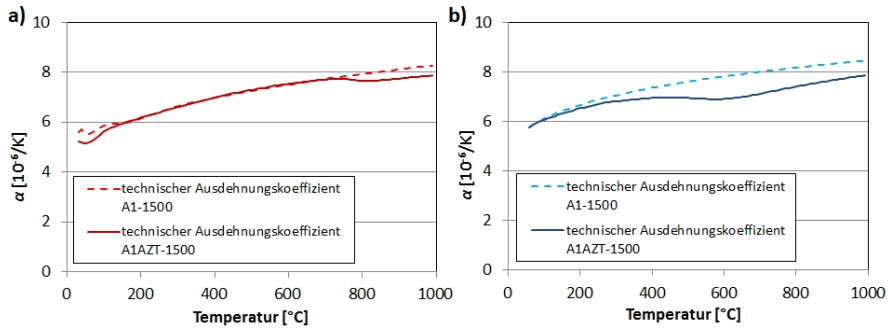 a)
10
8
6
4
2
0
α [10⁻⁶/K]
technischer Ausdehnungskoeffizient
A1-1500
technischer Ausdehnungskoeffizient
A1AZT-1500
0 200 400 600 800 1000
Temperatur [°C]
b)
10
8
6
4
2
0
α [10⁻⁶/K]
technischer Ausdehnungskoeffizient
A1-1500
technischer Ausdehnungskoeffizient
A1AZT-1500
0 200 400 600 800 1000
Temperatur [°C]